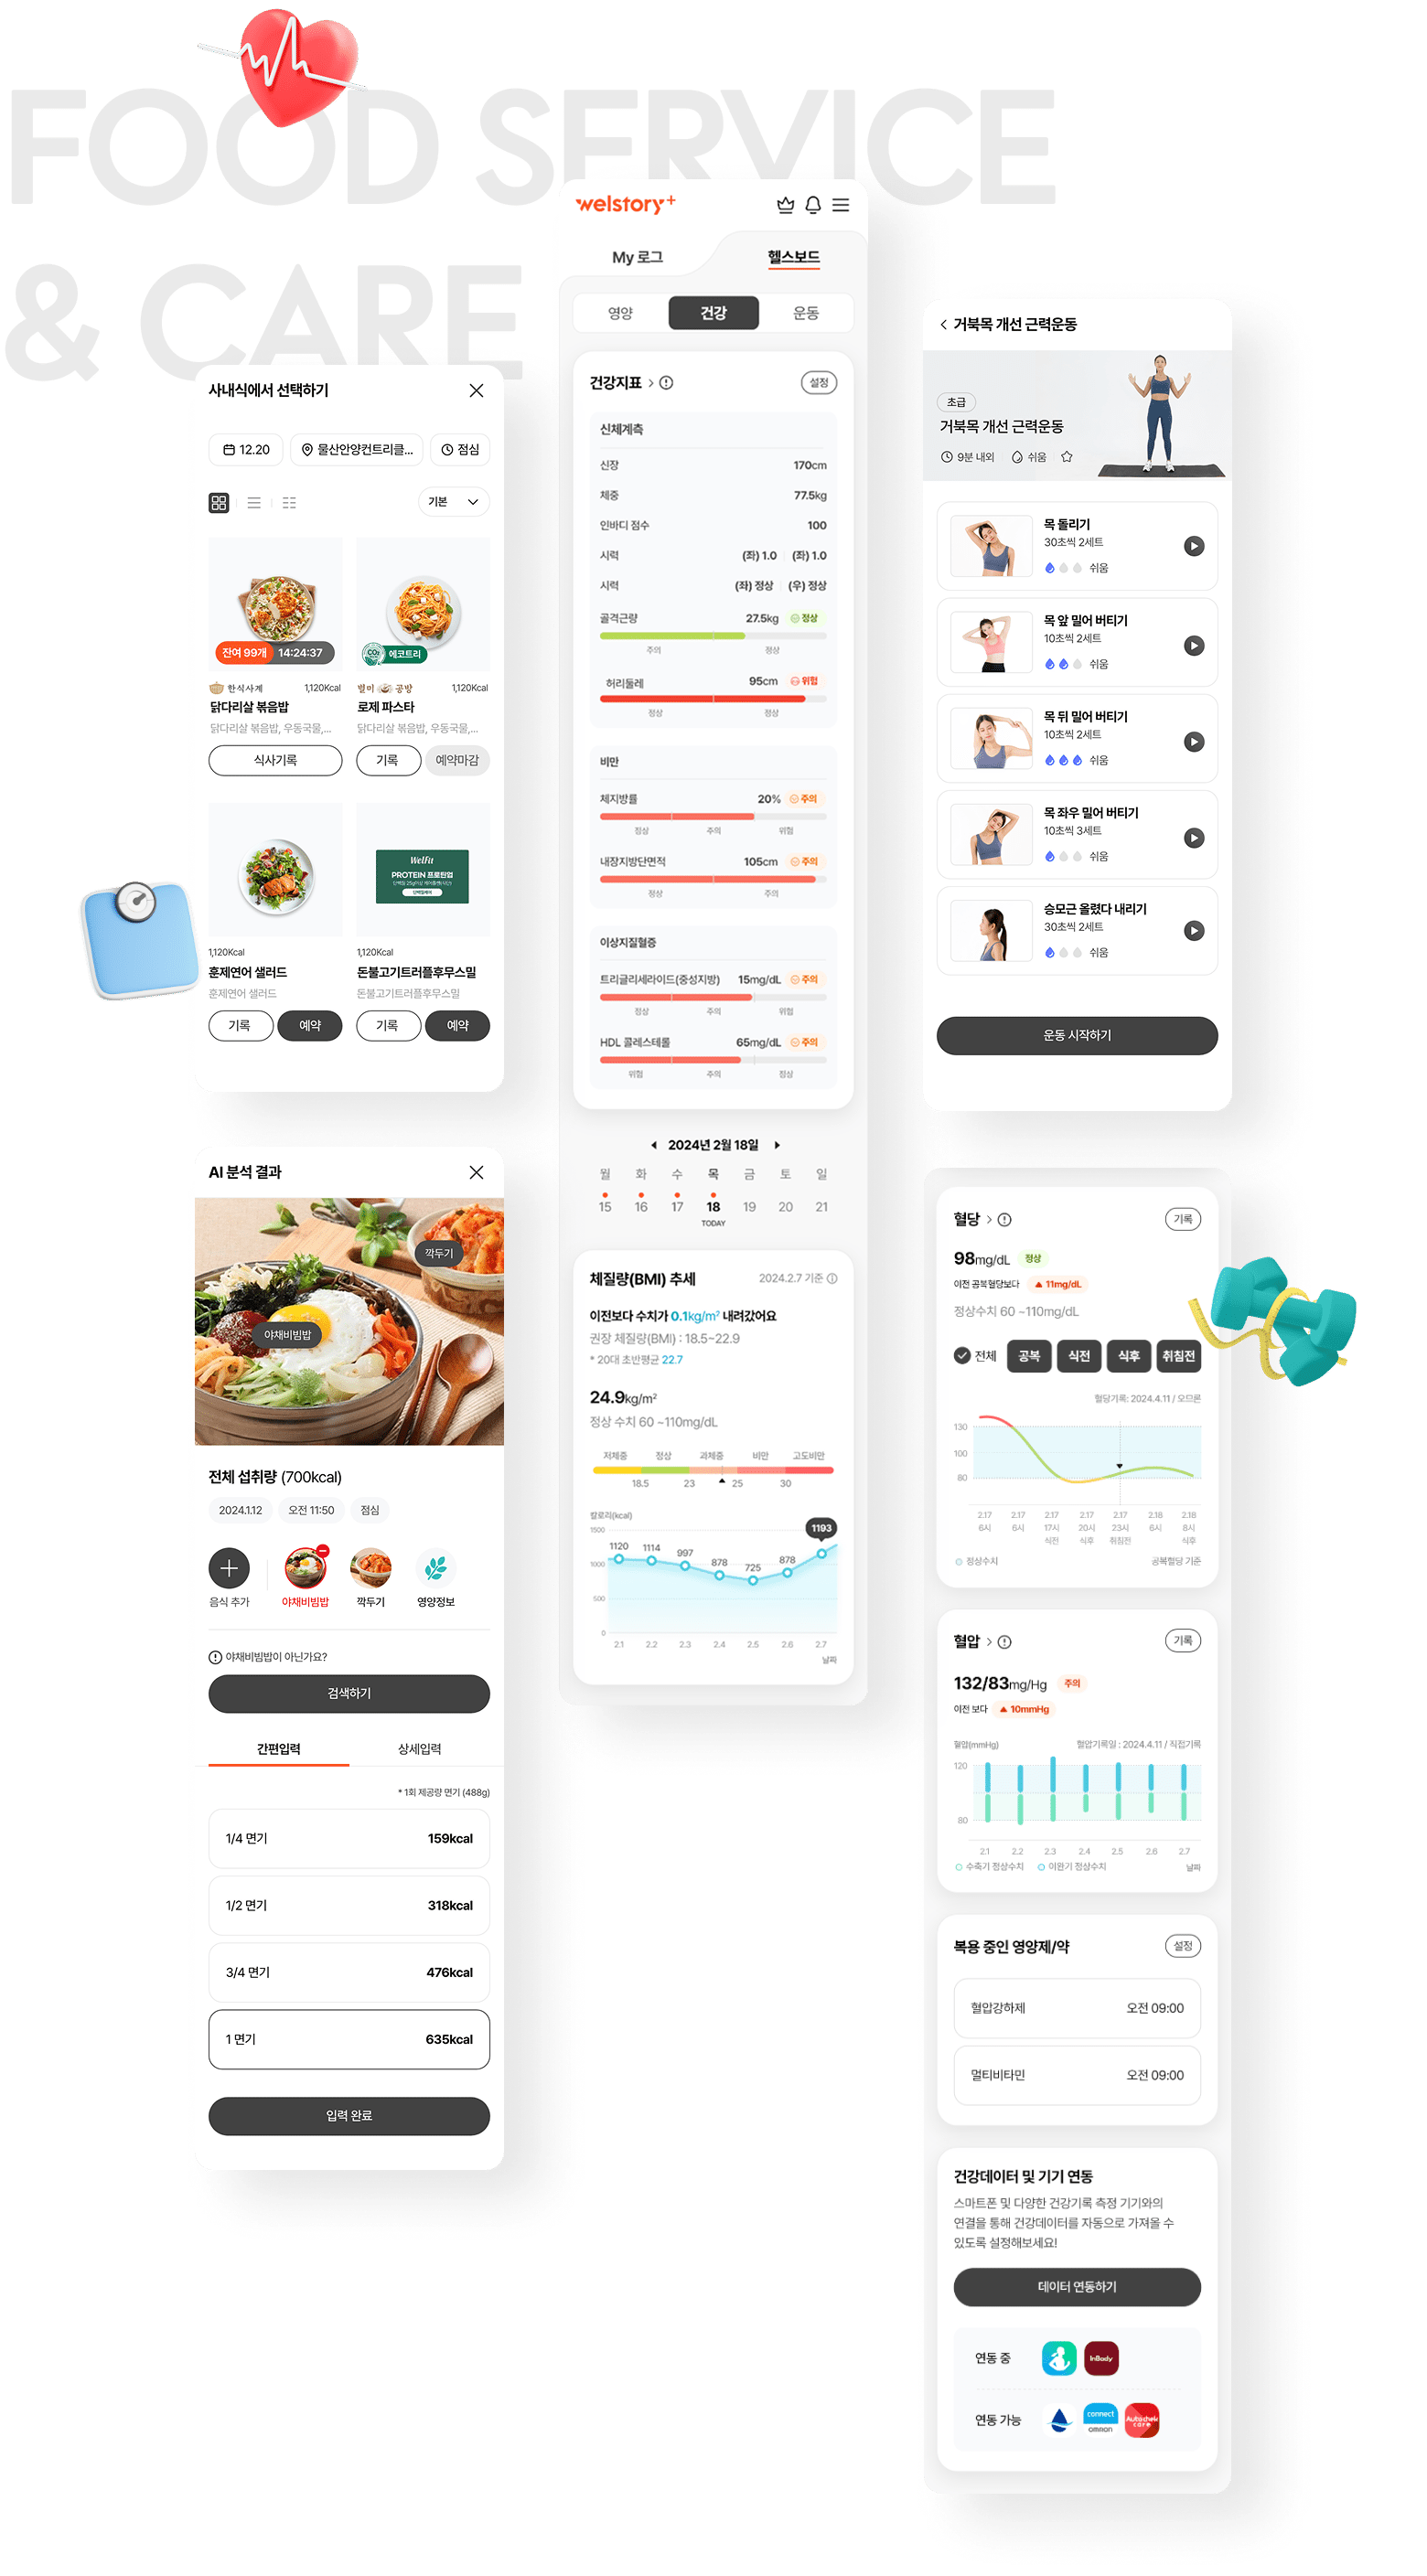 FOOD SERVICE
& CARE
사내식에서 선택하기
12.20
물산안양컨트리클...
점심
기본
잔여 99개 14:24:37
에코트리
한식사계 1,120Kcal
별미 공방 1,120Kcal
닭다리살 볶음밥
로제 파스타
닭다리살 볶음밥, 우동국물,...
닭다리살 볶음밥, 우동국물,...
식사기록
기록
예약마감
Welfit
PROTEIN 프로틴업
1,120Kcal
1,120Kcal
훈제연어 샐러드
돈불고기트러플후무스밀
훈제연어 샐러드
돈불고기트러플후무스밀
기록 예약
기록 예약
AI 분석 결과
깍두기
야채비빔밥
전체 섭취량 (700kcal)
2024.1.12
오전 11:50
점심
음식 추가
야채비빔밥
깍두기
영양정보
야채비빔밥이 아닌가요?
검색하기
간편입력
상세입력
* 1회 제공량 면기 (488g)
1/4 면기 159kcal
1/2 면기 318kcal
3/4 면기 476kcal
1 면기 635kcal
입력 완료
welstory+
My 로그
헬스보드
영양
건강
운동
건강지표
설정
신체계측
신장 170cm
체중 77.5kg
인바디 점수 100
시력 (좌) 1.0 (좌) 1.0
시력 (좌) 정상 (우) 정상
골격근량 27.5kg 정상
주의 정상
허리둘레 95cm 위험
정상 정상
비만
체지방률 20% 주의
정상 주의 위험
내장지방단면적 105cm 주의
정상 주의
이상지질혈증
트리글리세라이드(중성지방) 15mg/dL 주의
정상 주의 위험
HDL 콜레스테롤 65mg/dL 주의
위험 주의 정상
2024년 2월 18일
월 화 수 목 금 토 일
15 16 17 18 19 20 21
TODAY
체질량(BMI) 추세
2024.2.7 기준
이전보다 수치가 0.1kg/m² 내려갔어요
권장 체질량(BMI) : 18.5~22.9
* 20대 초반평균 22.7
24.9kg/m²
정상 수치 60 ~110mg/dL
저체중 정상 과체중 비만 고도비만
18.5 23 25 30
칼로리(kcal)
1500
1000
500
0
1120 1114 997 878 725 878 1193
2.1 2.2 2.3 2.4 2.5 2.6 2.7
날짜
거북목 개선 근력운동
초급
거북목 개선 근력운동
9분 내외
쉬움
목 돌리기
30초씩 2세트
쉬움
목 앞 밀어 버티기
10초씩 2세트
쉬움
목 뒤 밀어 버티기
10초씩 2세트
쉬움
목 좌우 밀어 버티기
10초씩 3세트
쉬움
승모근 올렸다 내리기
30초씩 2세트
쉬움
운동 시작하기
혈당
기록
98mg/dL 정상
이전 공복혈당보다 ▲ 11mg/dL
정상수치 60 ~110mg/dL
전체 공복 식전 식후 취침전
혈당기록: 2024.4.11 / 오므론
130
100
80
2.17 2.17 2.17 2.17 2.17 2.18 2.18
6시 6시 17시 20시 23시 6시 8시
식전 식후 취침전 식후
정상수치
공복혈당 기준
혈압
기록
132/83mg/Hg 주의
이전 보다 ▲ 10mmHg
혈압(mmHg)
혈압기록일 : 2024.4.11 / 직접기록
120
80
2.1 2.2 2.3 2.4 2.5 2.6 2.7
수축기 정상수치
이완기 정상수치
날짜
복용 중인 영양제/약
설정
혈압강하제 오전 09:00
멀티비타민 오전 09:00
건강데이터 및 기기 연동
스마트폰 및 다양한 건강기록 측정 기기와의
연결을 통해 건강데이터를 자동으로 가져올 수
있도록 설정해보세요!
데이터 연동하기
연동 중
InBody
연동 가능
connect
OMRON
Autochek
care